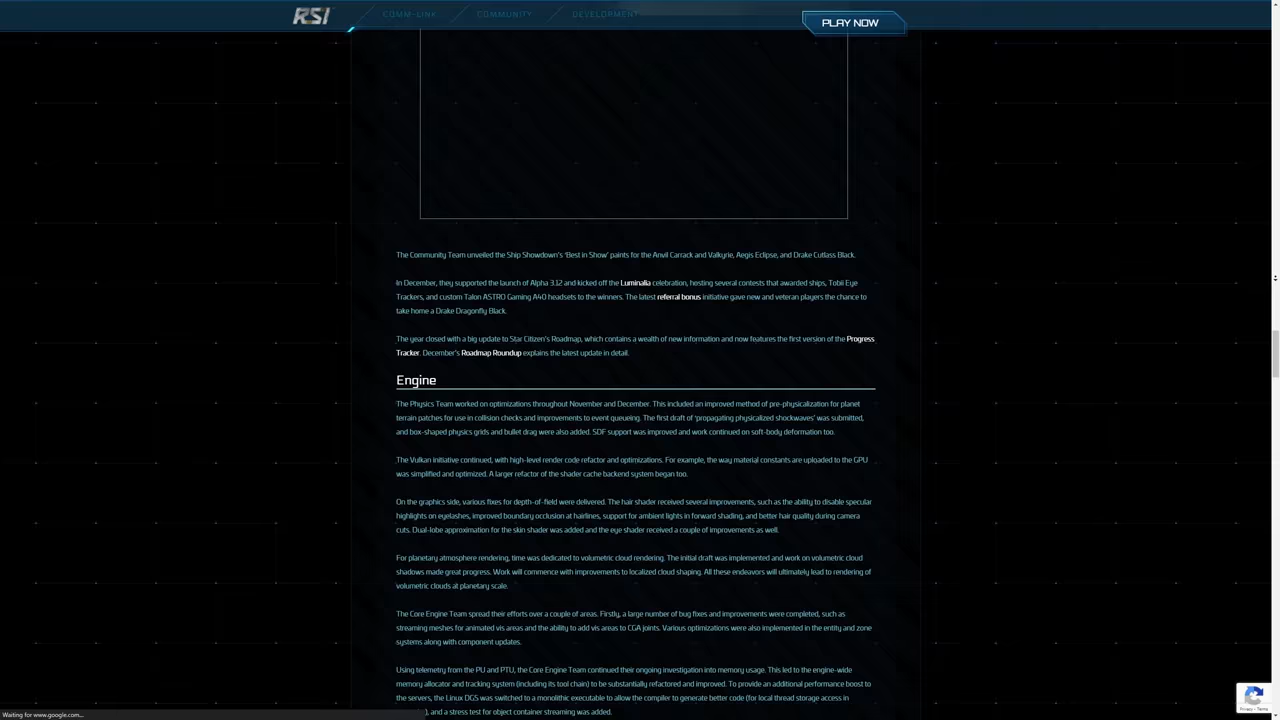 RSI
COMM-LINK
COMMUNITY
DEVELOPMENT
PLAY NOW
The Community Team unveiled the Ship Showdown's 'Best in Show' paints for the Anvil Carrack and Valkyrie, Aegis Eclipse, and Drake Cutlass Black.
In December, they supported the launch of Alpha 3.12 and kicked off the Luminalia celebration, hosting several contests that awarded ships, Tobii Eye
Trackers, and custom Talon ASTRO Gaming A40 headsets to the winners. The latest referral bonus initiative gave new and veteran players the chance to
take home a Drake Dragonfly Black.
The year closed with a big update to Star Citizen's Roadmap, which contains a wealth of new information and now features the first version of the Progress
Tracker. December's Roadmap Roundup explains the latest update in detail.
Engine
The Physics Team worked on optimizations throughout November and December. This included an improved method of pre-physicalization for planet
terrain patches for use in collision checks and improvements to event queueing. The first draft of 'propagating physicalized shockwaves' was submitted,
and box-shaped physics grids and bullet drag were also added. SDF support was improved and work continued on soft-body deformation too.
The Vulkan initiative continued, with high-level render code refactor and optimizations. For example, the way material constants are uploaded to the GPU
was simplified and optimized. A larger refactor of the shader cache backend system began too.
On the graphics side, various fixes for depth-of-field were delivered. The hair shader received several improvements, such as the ability to disable specular
highlights on eyelashes, improved boundary occlusion at hairlines, support for ambient lights in forward shading, and better hair quality during camera
cuts. Dual-lobe approximation for the skin shader was added and the eye shader received a couple of improvements as well.
For planetary atmosphere rendering, time was dedicated to volumetric cloud rendering. The initial draft was implemented and work on volumetric cloud
shadows made great progress. Work will commence with improvements to localized cloud shaping. All these endeavors will ultimately lead to rendering of
volumetric clouds at planetary scale.
The Core Engine Team spread their efforts over a couple of areas. Firstly, a large number of bug fixes and improvements were completed, such as
streaming meshes for animated vis areas and the ability to add vis areas to CGA joints. Various optimizations were also implemented in the entity and zone
systems along with component updates.
Using telemetry from the PU and PTU, the Core Engine Team continued their ongoing investigation into memory usage. This led to the engine-wide
memory allocator and tracking system (including its tool chain) to be substantially refactored and improved. To provide an additional performance boost to
the servers, the Linux DGS was switched to a monolithic executable to allow the compiler to generate better code (for local thread storage access in
), and a stress test for object container streaming was added.
Waiting for www.google.com...
Privacy - Terms